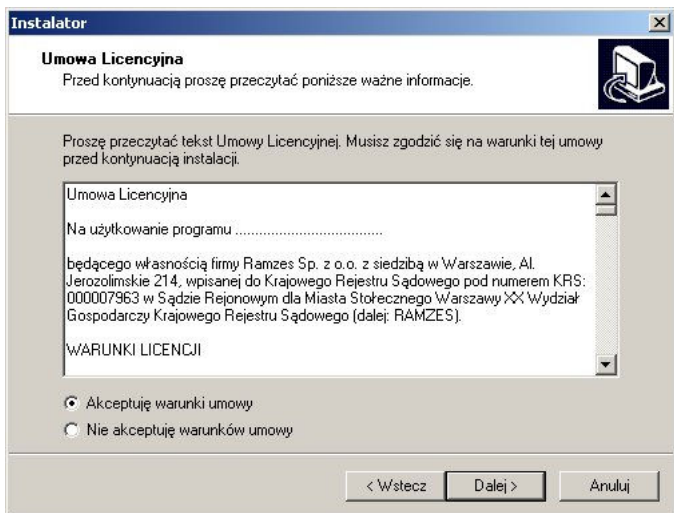 Instalator
Umowa Licencyjna
Przed kontynuacją proszę przeczytać poniższe ważne informacje.
Proszę przeczytać tekst Umowy Licencyjnej. Musisz zgodzić się na warunki tej umowy
przed kontynuacją instalacji.
Umowa Licencyjna
Na użytkowanie programu .....................................
będącego własnością firmy Ramzes Sp. z o.o. z siedzibą w Warszawie, Al.
Jerozolimskie 214, wpisanej do Krajowego Rejestru Sądowego pod numerem KRS:
000007963 w Sądzie Rejonowym dla Miasta Stołecznego Warszawy XX Wydział
Gospodarczy Krajowego Rejestru Sądowego (dalej: RAMZES).
WARUNKI LICENCJI
Akceptuję warunki umowy
Nie akceptuję warunków umowy
< Wstecz
Dalej >
Anuluj